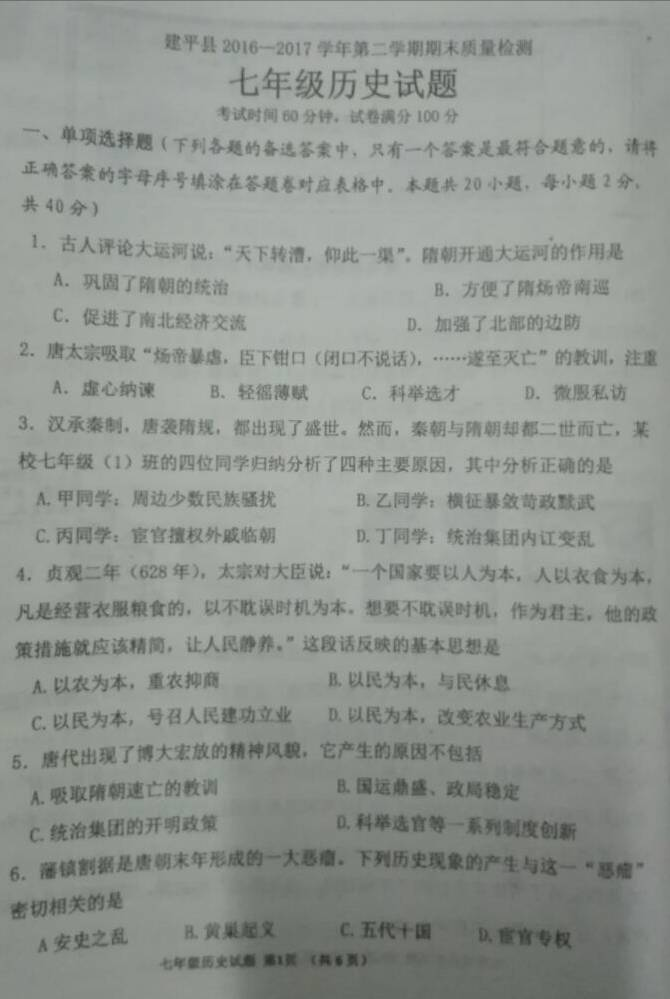 建平县2016—2017学年第二学期期末质量检测
七年级历史试题
考试时间60分钟，试卷满分100分
一、单项选择题（下列各题的备选答案中，只有一个答案是最符合题意的，请将
正确答案的字母序号填涂在答题卷对应表格中。本题共20小题，每小题2分，
共40分）
1．古人评论大运河说：“天下转漕，仰此一渠”。隋朝开通大运河的作用是
A．巩固了隋朝的统治 B．方便了隋炀帝南巡
C．促进了南北经济交流 D．加强了北部的边防
2．唐太宗吸取“炀帝暴虐，臣下钳口（闭口不说话），……遂至灭亡”的教训，注重
A．虚心纳谏 B．轻徭薄赋 C．科举选才 D．微服私访
3．汉承秦制，唐袭隋规，都出现了盛世。然而，秦朝与隋朝却都二世而亡，某
校七年级（1）班的四位同学归纳分析了四种主要原因，其中分析正确的是
A.甲同学：周边少数民族骚扰 B.乙同学：横征暴敛苛政黩武
C.丙同学：宦官擅权外戚临朝 D.丁同学：统治集团内讧变乱
4．贞观二年（628年），太宗对大臣说：“一个国家要以人为本，人以衣食为本，
凡是经营衣服粮食的，以不耽误时机为本。想要不耽误时机，作为君主，他的政
策措施就应该精简，让人民静养。”这段话反映的基本思想是
A.以农为本，重农抑商 B.以民为本，与民休息
C.以民为本，号召人民建功立业 D.以民为本，改变农业生产方式
5．唐代出现了博大宏放的精神风貌，它产生的原因不包括
A.吸取隋朝速亡的教训 B.国运鼎盛、政局稳定
C.统治集团的开明政策 D.科举选官等一系列制度创新
6．藩镇割据是唐朝末年形成的一大恶瘤。下列历史现象的产生与这一“恶瘤”
密切相关的是
A安史之乱 B.黄巢起义 C.五代十国 D.宦官专权
七年级历史试题 第1页 （共6页）